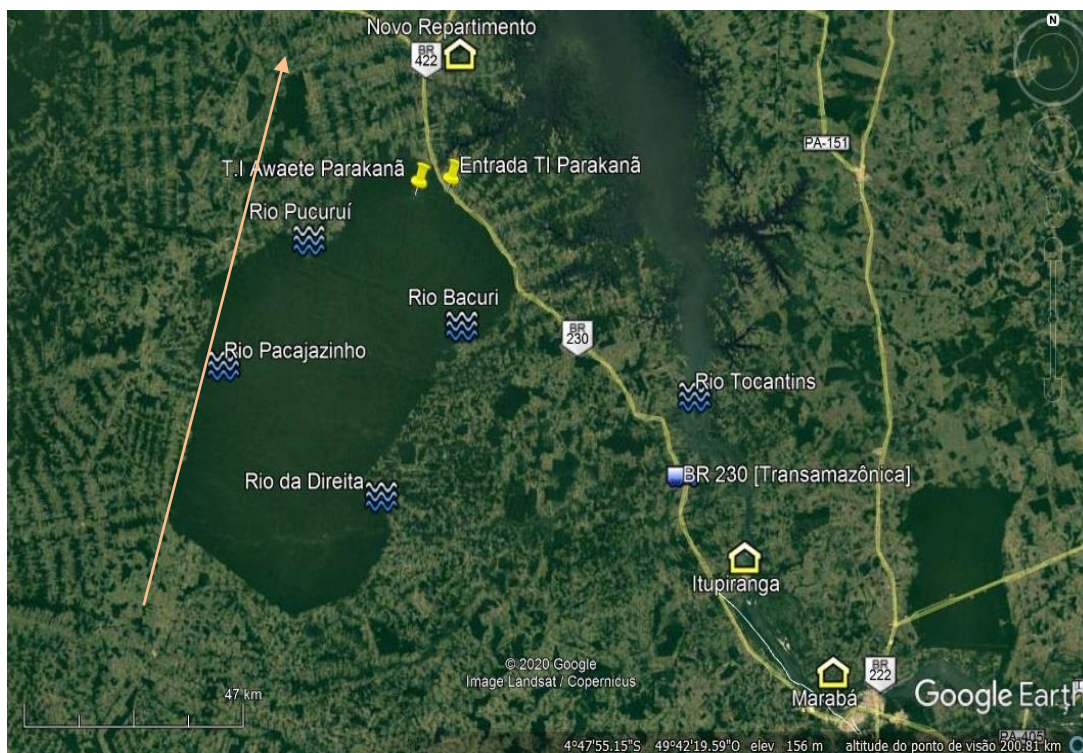 N
Novo Repartimento
BR
422
PA-151
T.I Awaete Parakanã
Entrada TI Parakanã
Rio Pucuruí
Rio Bacuri
BR
230
Rio Pacajazinho
Rio Tocantins
BR 230 [Transamazônica]
Rio da Direita
Itupiranga
© 2020 Google
Image Landsat / Copernicus
BR
222
Marabá
47 km
Google Earth
PA-405
4°47'55.15"S 49°42'19.59"O elev 156 m altitude do ponto de visão 200.81 km